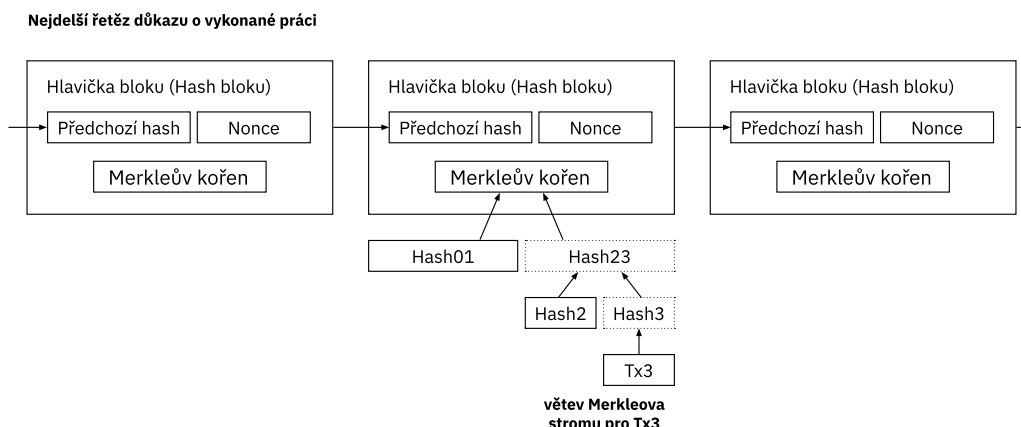 Nejdelší řetěz důkazu o vykonané práci
Hlavička bloku (Hash bloku)
Předchozí hash
Nonce
Merkleův kořen
Hlavička bloku (Hash bloku)
Předchozí hash
Nonce
Merkleův kořen
Hlavička bloku (Hash bloku)
Předchozí hash
Nonce
Merkleův kořen
Hash01
Hash23
Hash2
Hash3
Tx3
větev Merkleova
stromu pro Tx3